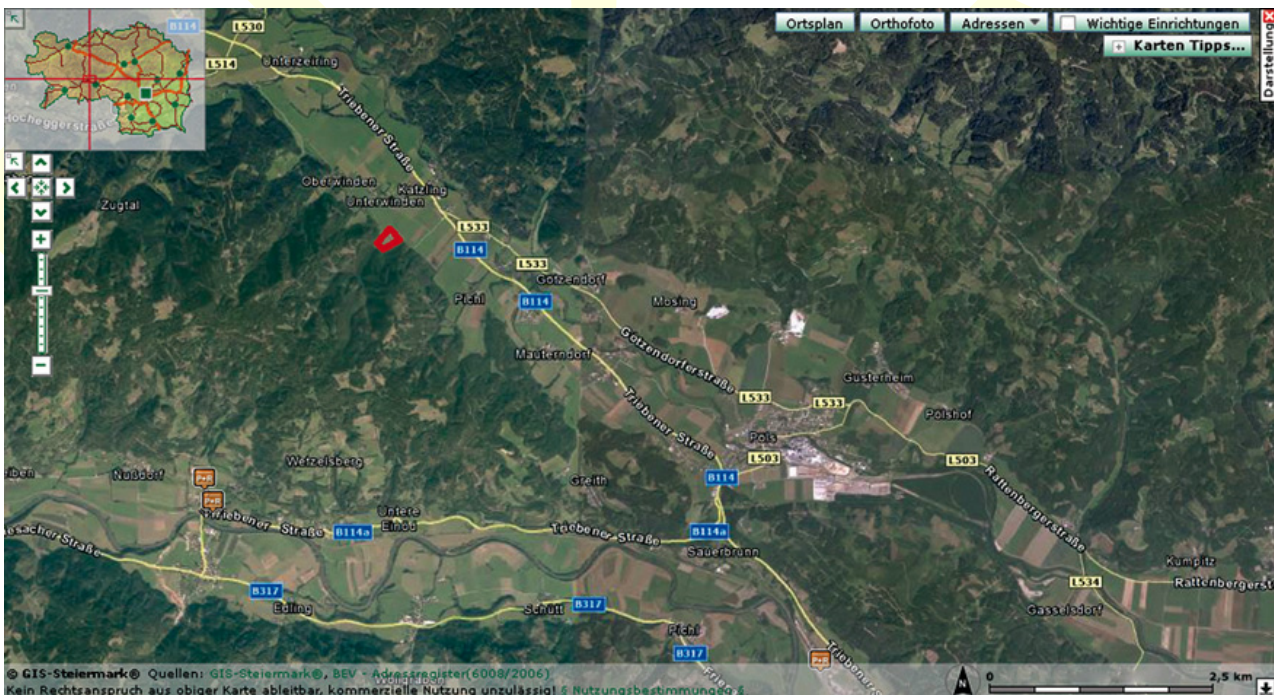 B114
L530
L514
Unterzeiring
Ortsplan Orthofoto Adressen Wichtige Einrichtungen
Karten Tipps...
Darstellung
Hocheggerstraße
Triebener Straße
Zugtal
Oberwinden
Katzling
Unterwinden
L533
B114
L533
Götzendorf
Pichl
B114
Mosing
Mauterndorf
Götzendorferstraße
Gusterheim
L533
L533
Pölshof
Triebener Straße
Pöls
L503
L503
B114
Nußdorf
Wetzelsberg
Greith
Rattenbergerstraße
P+R
P+R
Triebener Straße
B114a
Untere
Einöd
Triebener Straße
B114a
Sauerbrunn
Kumpitz
L534
Rattenbergerst
B317
Edling
Schütt
B317
Gasselsdorf
Pichl
B317
P+R
© GIS-Steiermark® Quellen: GIS-Steiermark®, BEV - Adressregister(6008/2006)
Kein Rechtsanspruch aus obiger Karte ableitbar, kommerzielle Nutzung unzulässig! § Nutzungsbestimmungen §
N
0 2,5 km